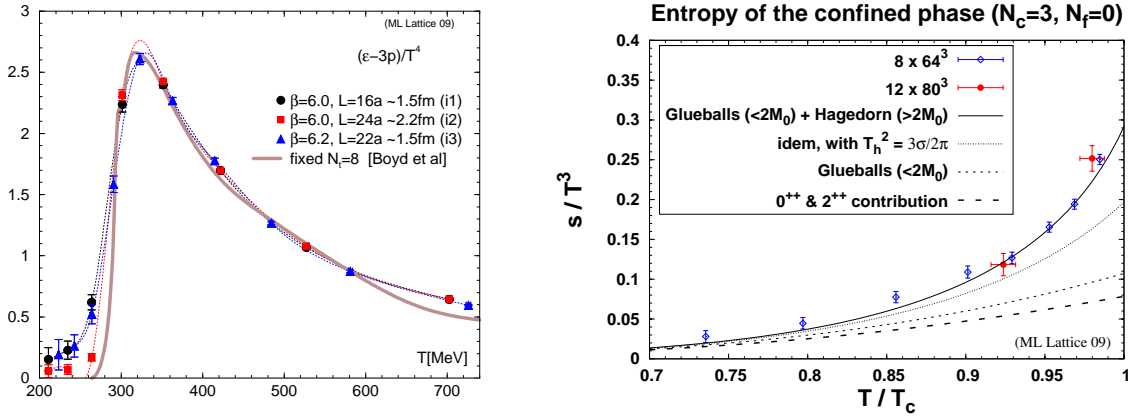 (ML Lattice 09)
(ε-3p)/T⁴
β=6.0, L=16a ~1.5fm (i1)
β=6.0, L=24a ~2.2fm (i2)
β=6.2, L=22a ~1.5fm (i3)
fixed Nₜ=8 [Boyd et al]
T[MeV]
3
2.5
2
1.5
1
0.5
0
200 300 400 500 600 700
Entropy of the confined phase (N_c=3, N_f=0)
8 x 64³
12 x 80³
Glueballs (<2M₀) + Hagedorn (>2M₀)
idem, with T_h² = 3σ/2π
Glueballs (<2M₀)
0⁺⁺ & 2⁺⁺ contribution
(ML Lattice 09)
s / T³
0.4
0.35
0.3
0.25
0.2
0.15
0.1
0.05
0
0.7 0.75 0.8 0.85 0.9 0.95 1
T / T_c